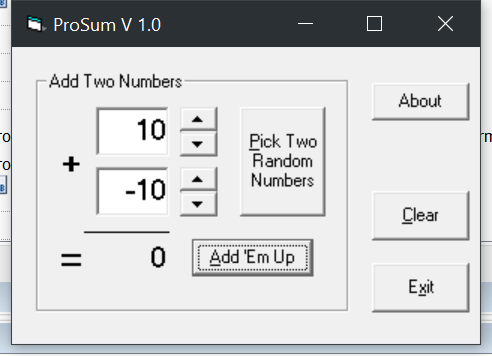 ProSum V 1.0
Add Two Numbers
10
+
-10
= 0
Pick Two
Random
Numbers
Add 'Em Up
About
Clear
Exit